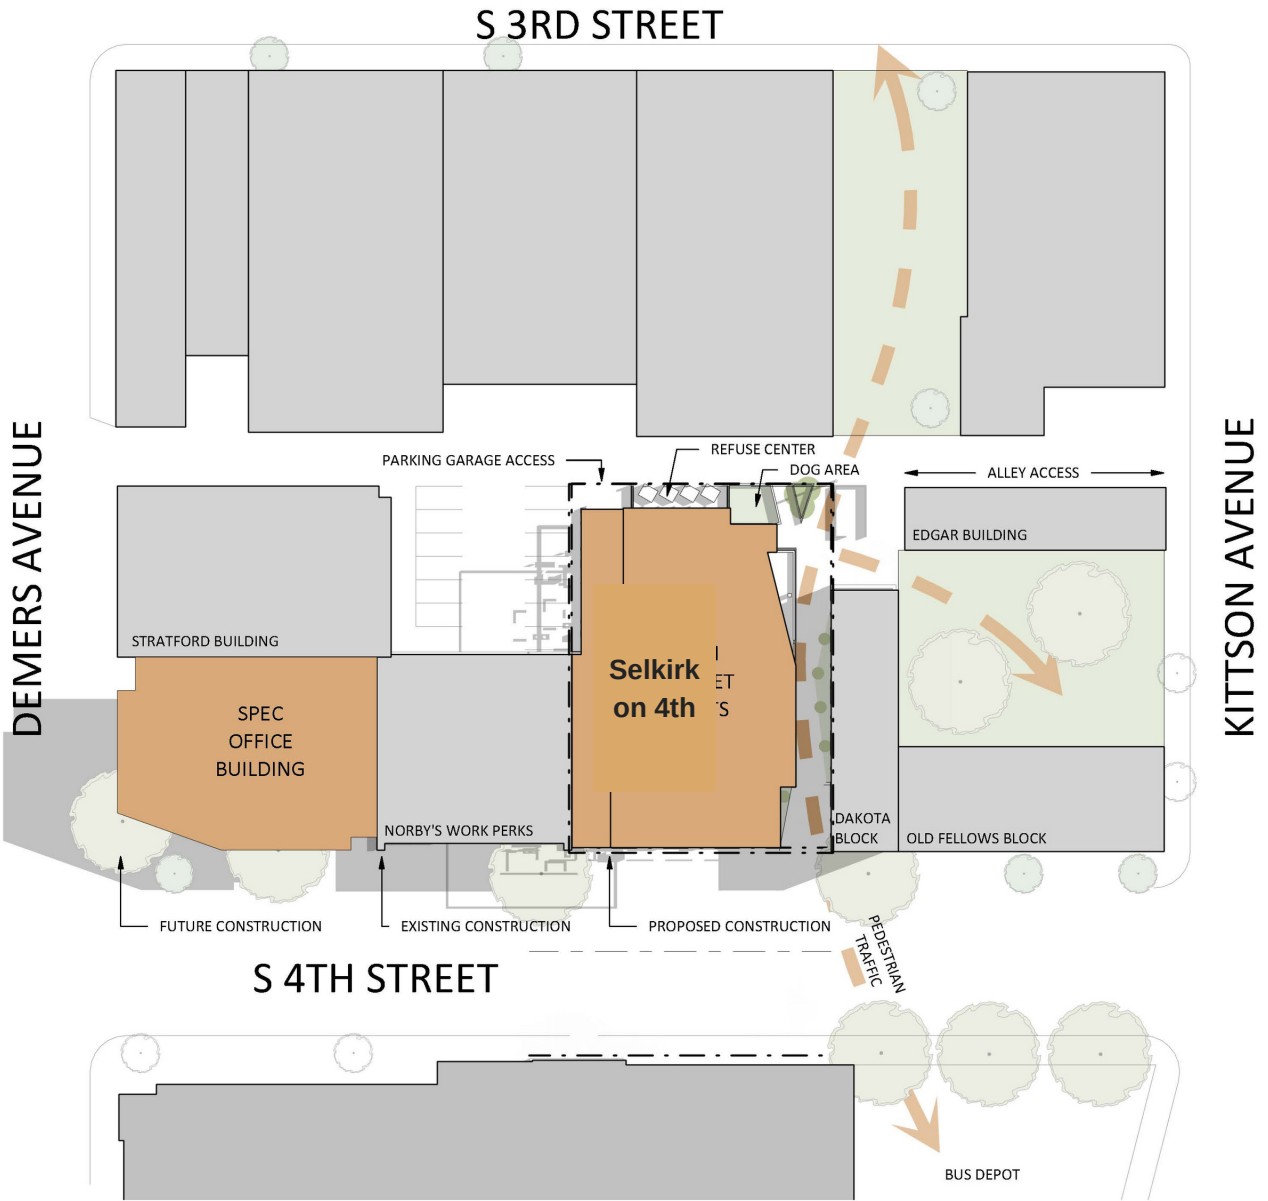 S 3RD STREET
DEMERS AVENUE
KITTSON AVENUE
PARKING GARAGE ACCESS
REFUSE CENTER
DOG AREA
ALLEY ACCESS
EDGAR BUILDING
STRATFORD BUILDING
SPEC
OFFICE
BUILDING
Selkirk
on 4th
ET
TS
NORBY'S WORK PERKS
DAKOTA
BLOCK
OLD FELLOWS BLOCK
FUTURE CONSTRUCTION
EXISTING CONSTRUCTION
PROPOSED CONSTRUCTION
PEDESTRIAN
TRAFFIC
S 4TH STREET
BUS DEPOT